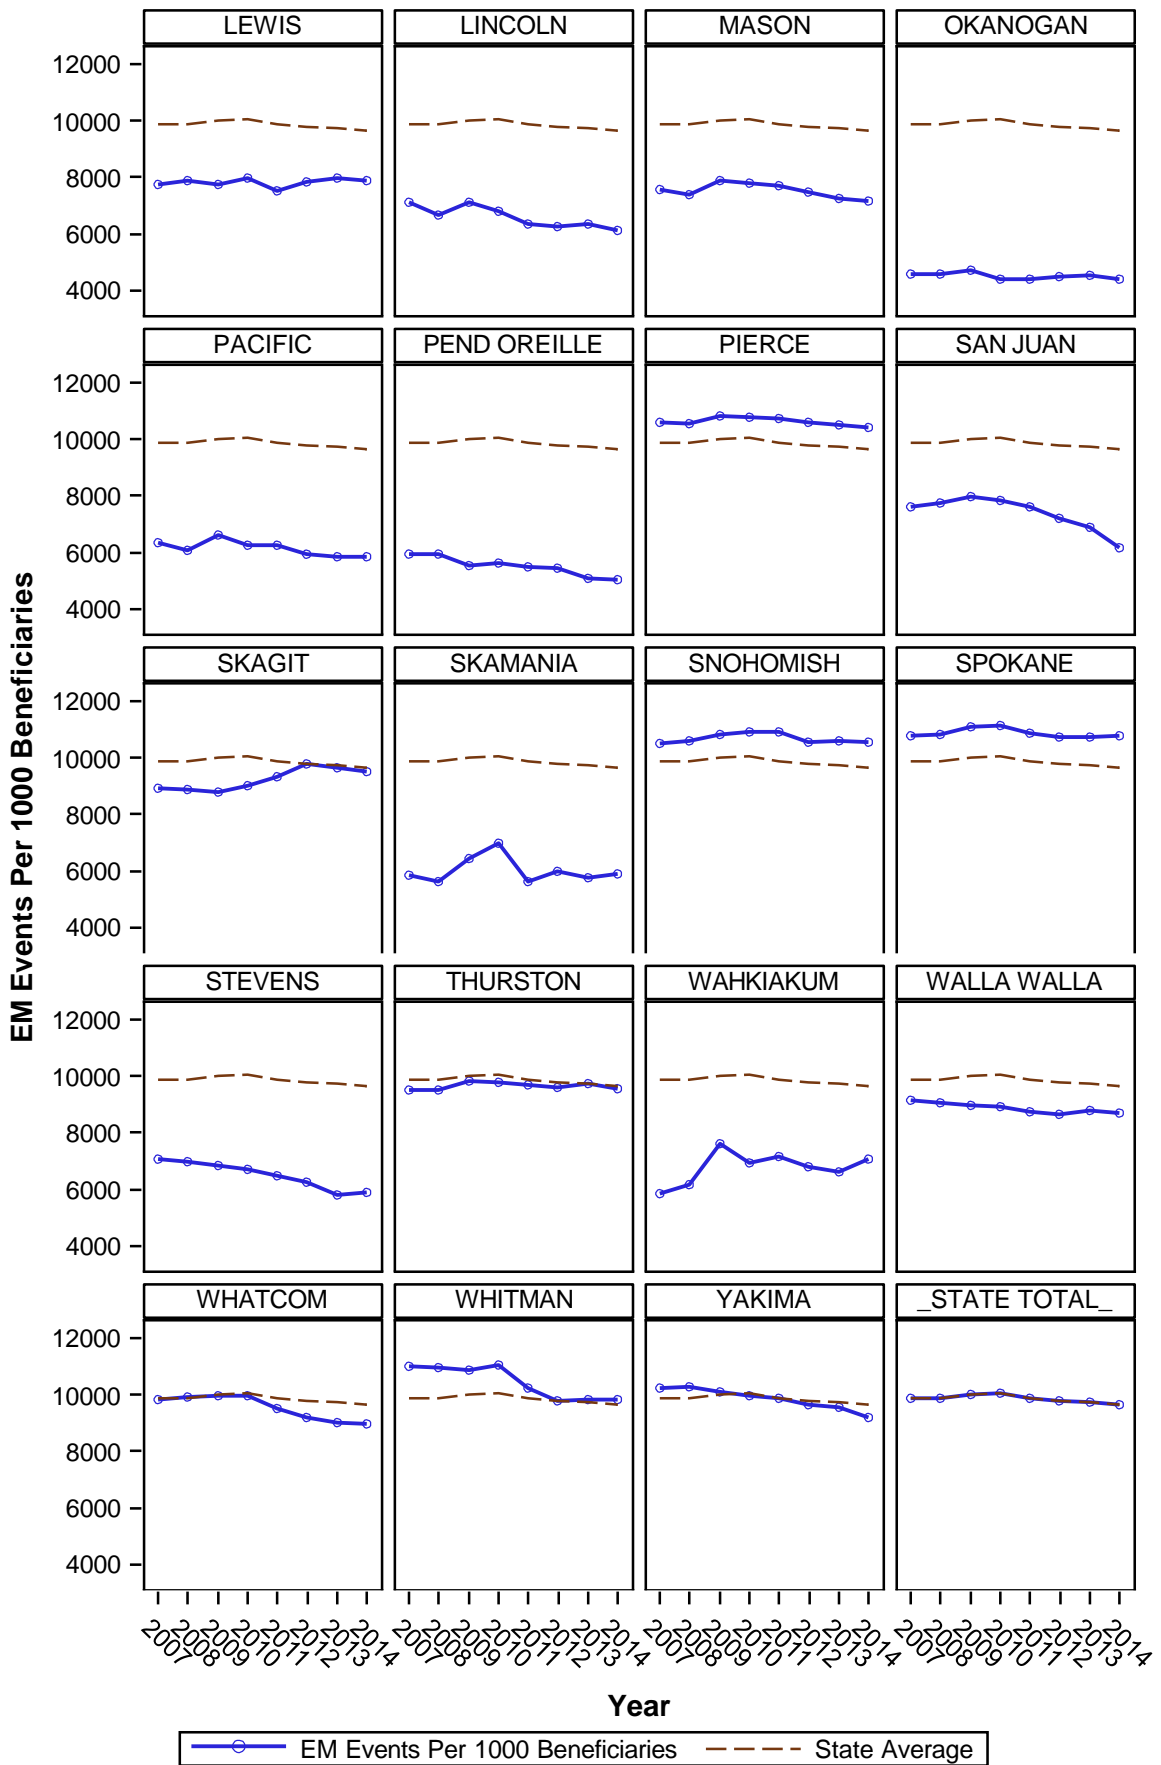 LEWIS LINCOLN MASON OKANOGAN
12000
10000
8000
6000
4000
PACIFIC PEND OREILLE PIERCE SAN JUAN
12000
10000
8000
6000
4000
EM Events Per 1000 Beneficiaries
SKAGIT SKAMANIA SNOHOMISH SPOKANE
12000
10000
8000
6000
4000
STEVENS THURSTON WAHKIAKUM WALLA WALLA
12000
10000
8000
6000
4000
WHATCOM WHITMAN YAKIMA _STATE TOTAL_
12000
10000
8000
6000
4000
2007 2008 2009 2010 2011 2012 2013 2014 2007 2008 2009 2010 2011 2012 2013 2014 2007 2008 2009 2010 2011 2012 2013 2014 2007 2008 2009 2010 2011 2012 2013 2014
Year
EM Events Per 1000 Beneficiaries State Average